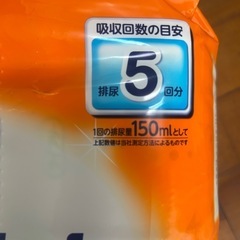 吸収回数の目安
排尿 5 回分
1回の排尿量150mlとして
上記数値は当社測定方法によるものです